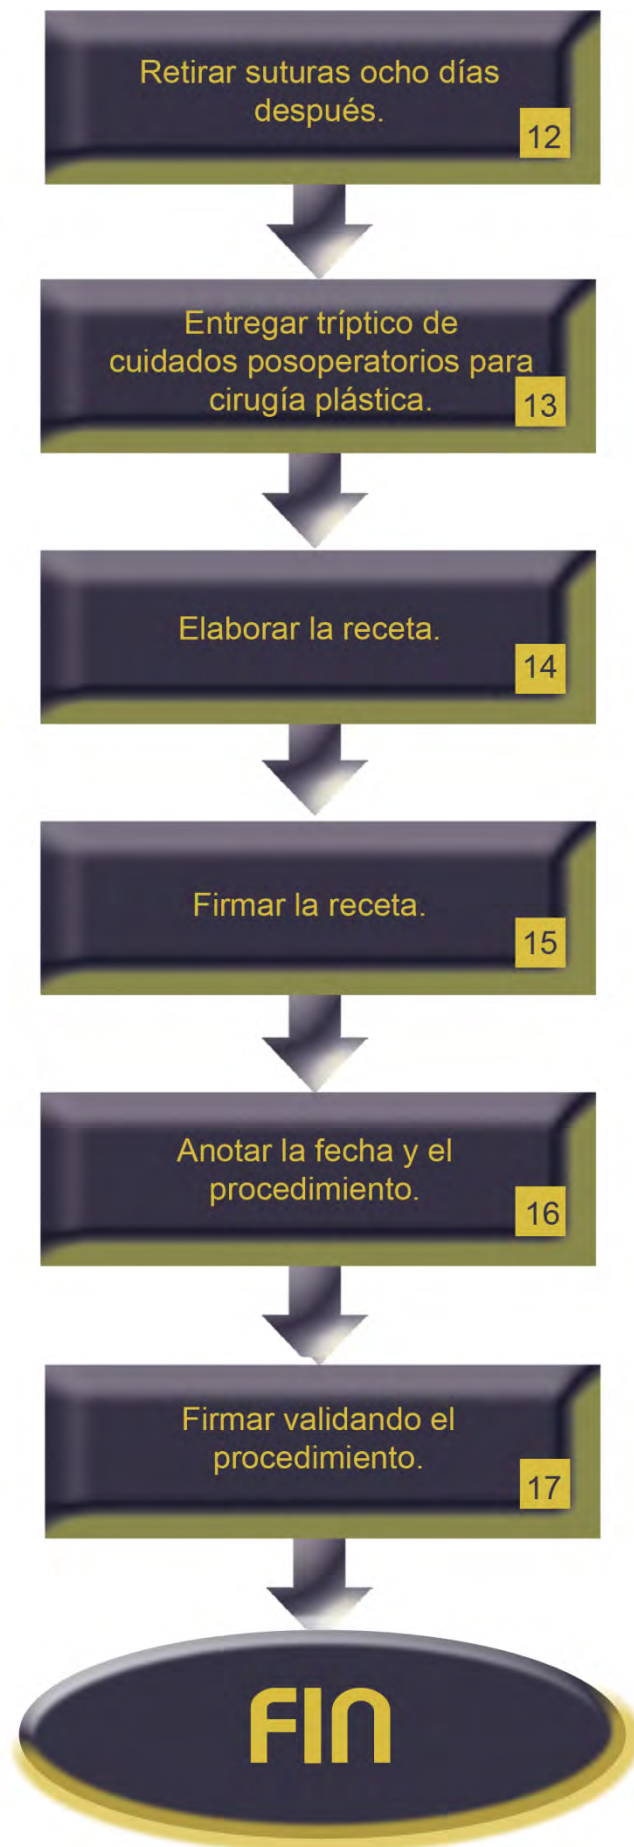 Retirar suturas ocho días
después.
12
Entregar tríptico de
cuidados posoperatorios para
cirugía plástica.
13
Elaborar la receta.
14
Firmar la receta.
15
Anotar la fecha y el
procedimiento.
16
Firmar validando el
procedimiento.
17
FIN